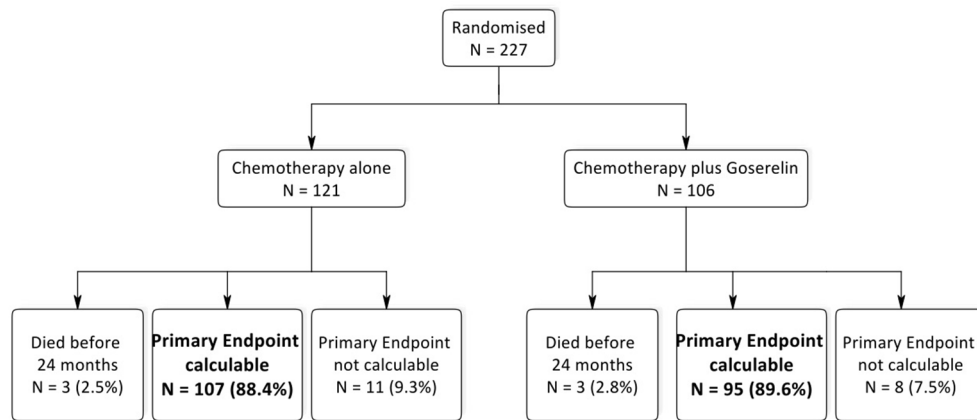 Randomised
N = 227
Chemotherapy alone
N = 121
Chemotherapy plus Goserelin
N = 106
Died before
24 months
N = 3 (2.5%)
Primary Endpoint
calculable
N = 107 (88.4%)
Primary Endpoint
not calculable
N = 11 (9.3%)
Died before
24 months
N = 3 (2.8%)
Primary Endpoint
calculable
N = 95 (89.6%)
Primary Endpoint
not calculable
N = 8 (7.5%)